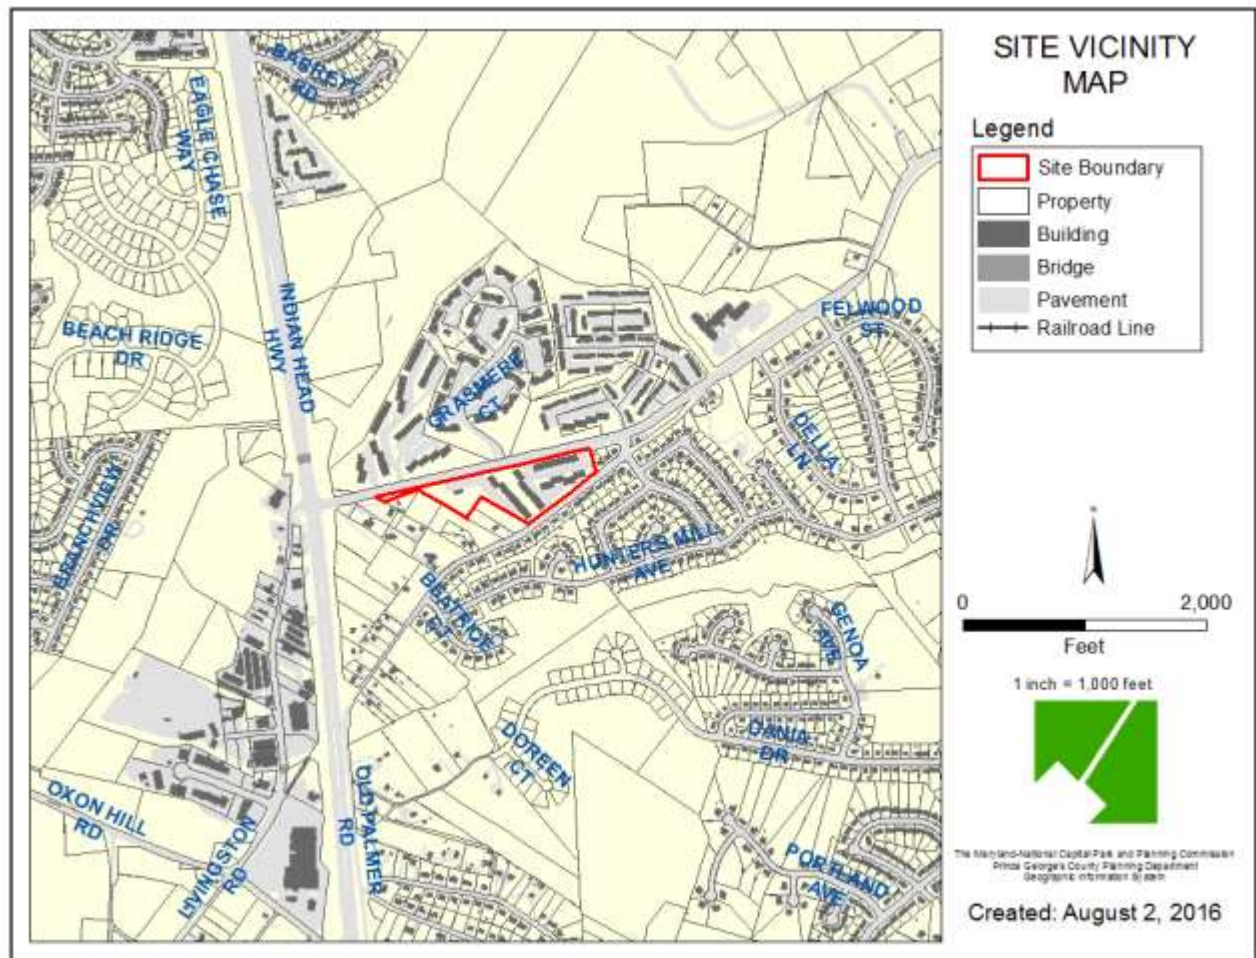 SITE VICINITY
MAP
Legend
Site Boundary
Property
Building
Bridge
Pavement
Railroad Line
0
2,000
Feet
1 inch = 1,000 feet
The Maryland-National Capital Park and Planning Commission
Prince George's County Planning Department
Geographic Information System
Created: August 2, 2016
BARRETT
RD
EAGLE CHASE
WAY
INDIAN HEAD
HWY
BEACH RIDGE
DR
FELWOOD
ST
GRASMERE
CT
DELLA
LN
BRANCHVIEW
DR
HUNTERS MILL
AVE
BEATRICE
CT
GENOA
AVE
DOREEN
CT
DANIA
DR
OXON HILL
RD
LIVINGSTON
RD
OLD PALMER
RD
PORTLAND
AVE